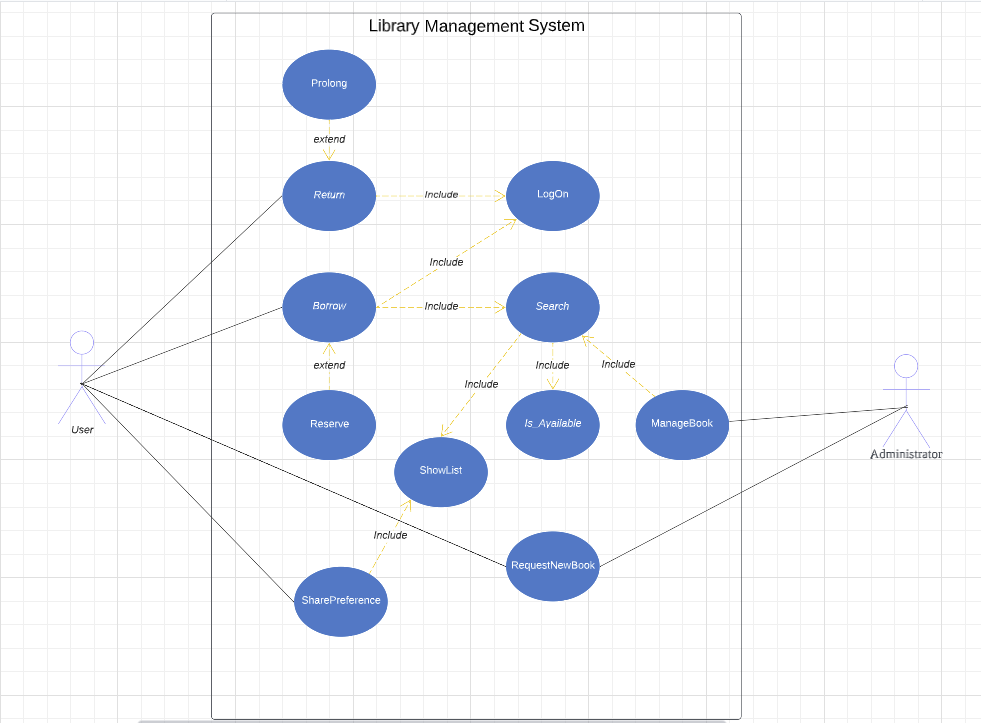 Library Management System
Prolong
extend
Return
Include
LogOn
Include
Borrow
Include
Search
extend
Include
Include
Include
Reserve
Is_Available
ManageBook
User
Administrator
ShowList
Include
RequestNewBook
SharePreference